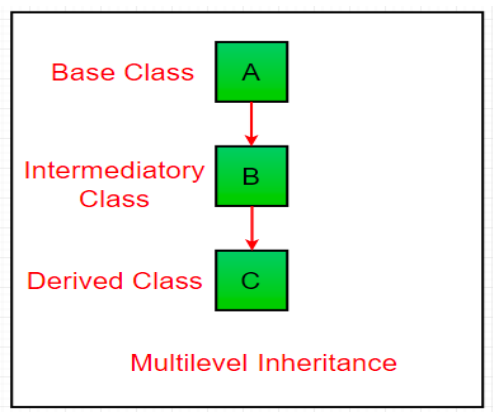 Base Class
A
Intermediatory
Class
B
Derived Class
C
Multilevel Inheritance